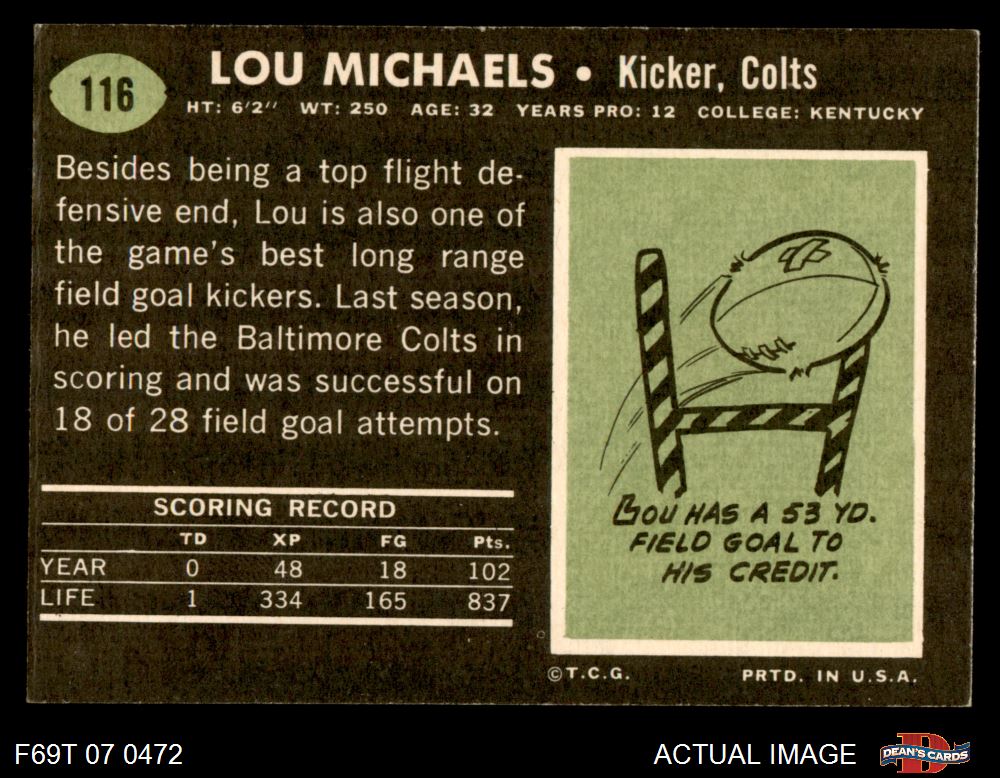 116
LOU MICHAELS • Kicker, Colts
HT: 6'2" WT: 250 AGE: 32 YEARS PRO: 12 COLLEGE: KENTUCKY
Besides being a top flight de-
fensive end, Lou is also one of
the game's best long range
field goal kickers. Last season,
he led the Baltimore Colts in
scoring and was successful on
18 of 28 field goal attempts.
SCORING RECORD
TD XP FG Pts.
YEAR 0 48 18 102
LIFE 1 334 165 837
LOU HAS A 53 YD.
FIELD GOAL TO
HIS CREDIT.
©T.C.G. PRTD. IN U.S.A.
F69T 07 0472
ACTUAL IMAGE
D
DEAN'S CARDS